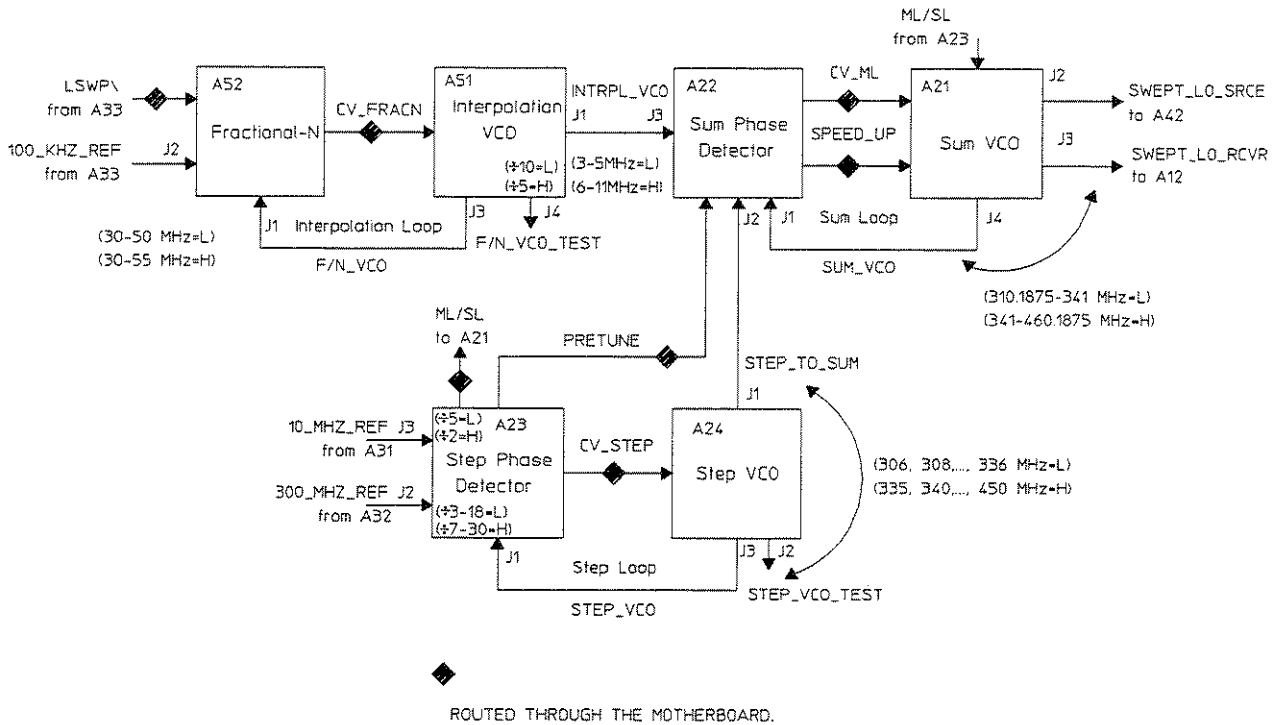 ML/SL
from A23
LSWP\
from A33
A52
Fractional-N
CV_FRACN
A51
Interpolation
VCO
(÷10=L)
(÷5=H)
INTRPL_VCO
J1
J3
(3-5MHz=L)
(6-11MHz=H)
A22
Sum Phase
Detector
CV_ML
SPEED_UP
A21
Sum VCO
J2
SWEPT_LO_SRCE
to A42
J3
SWEPT_LO_RCVR
to A12
100_KHZ_REF
J2
from A33
J1
Interpolation Loop
J3
J4
F/N_VCO_TEST
F/N_VCO
(30-50 MHz=L)
(30-55 MHz=H)
J2
J1
Sum Loop
J4
SUM_VCO
(310.1875-341 MHz=L)
(341-460.1875 MHz=H)
ML/SL
to A21
PRETUNE
STEP_TO_SUM
J1
10_MHZ_REF J3
from A31
(÷5=L)
(÷2=H)
A23
Step Phase
Detector
(÷3-18=L)
(÷7-30=H)
300_MHZ_REF J2
from A32
CV_STEP
A24
Step VCO
(306, 308,..., 336 MHz=L)
(335, 340,..., 450 MHz=H)
J1
Step Loop
J3
J2
STEP_VCO
STEP_VCO_TEST
ROUTED THROUGH THE MOTHERBOARD.